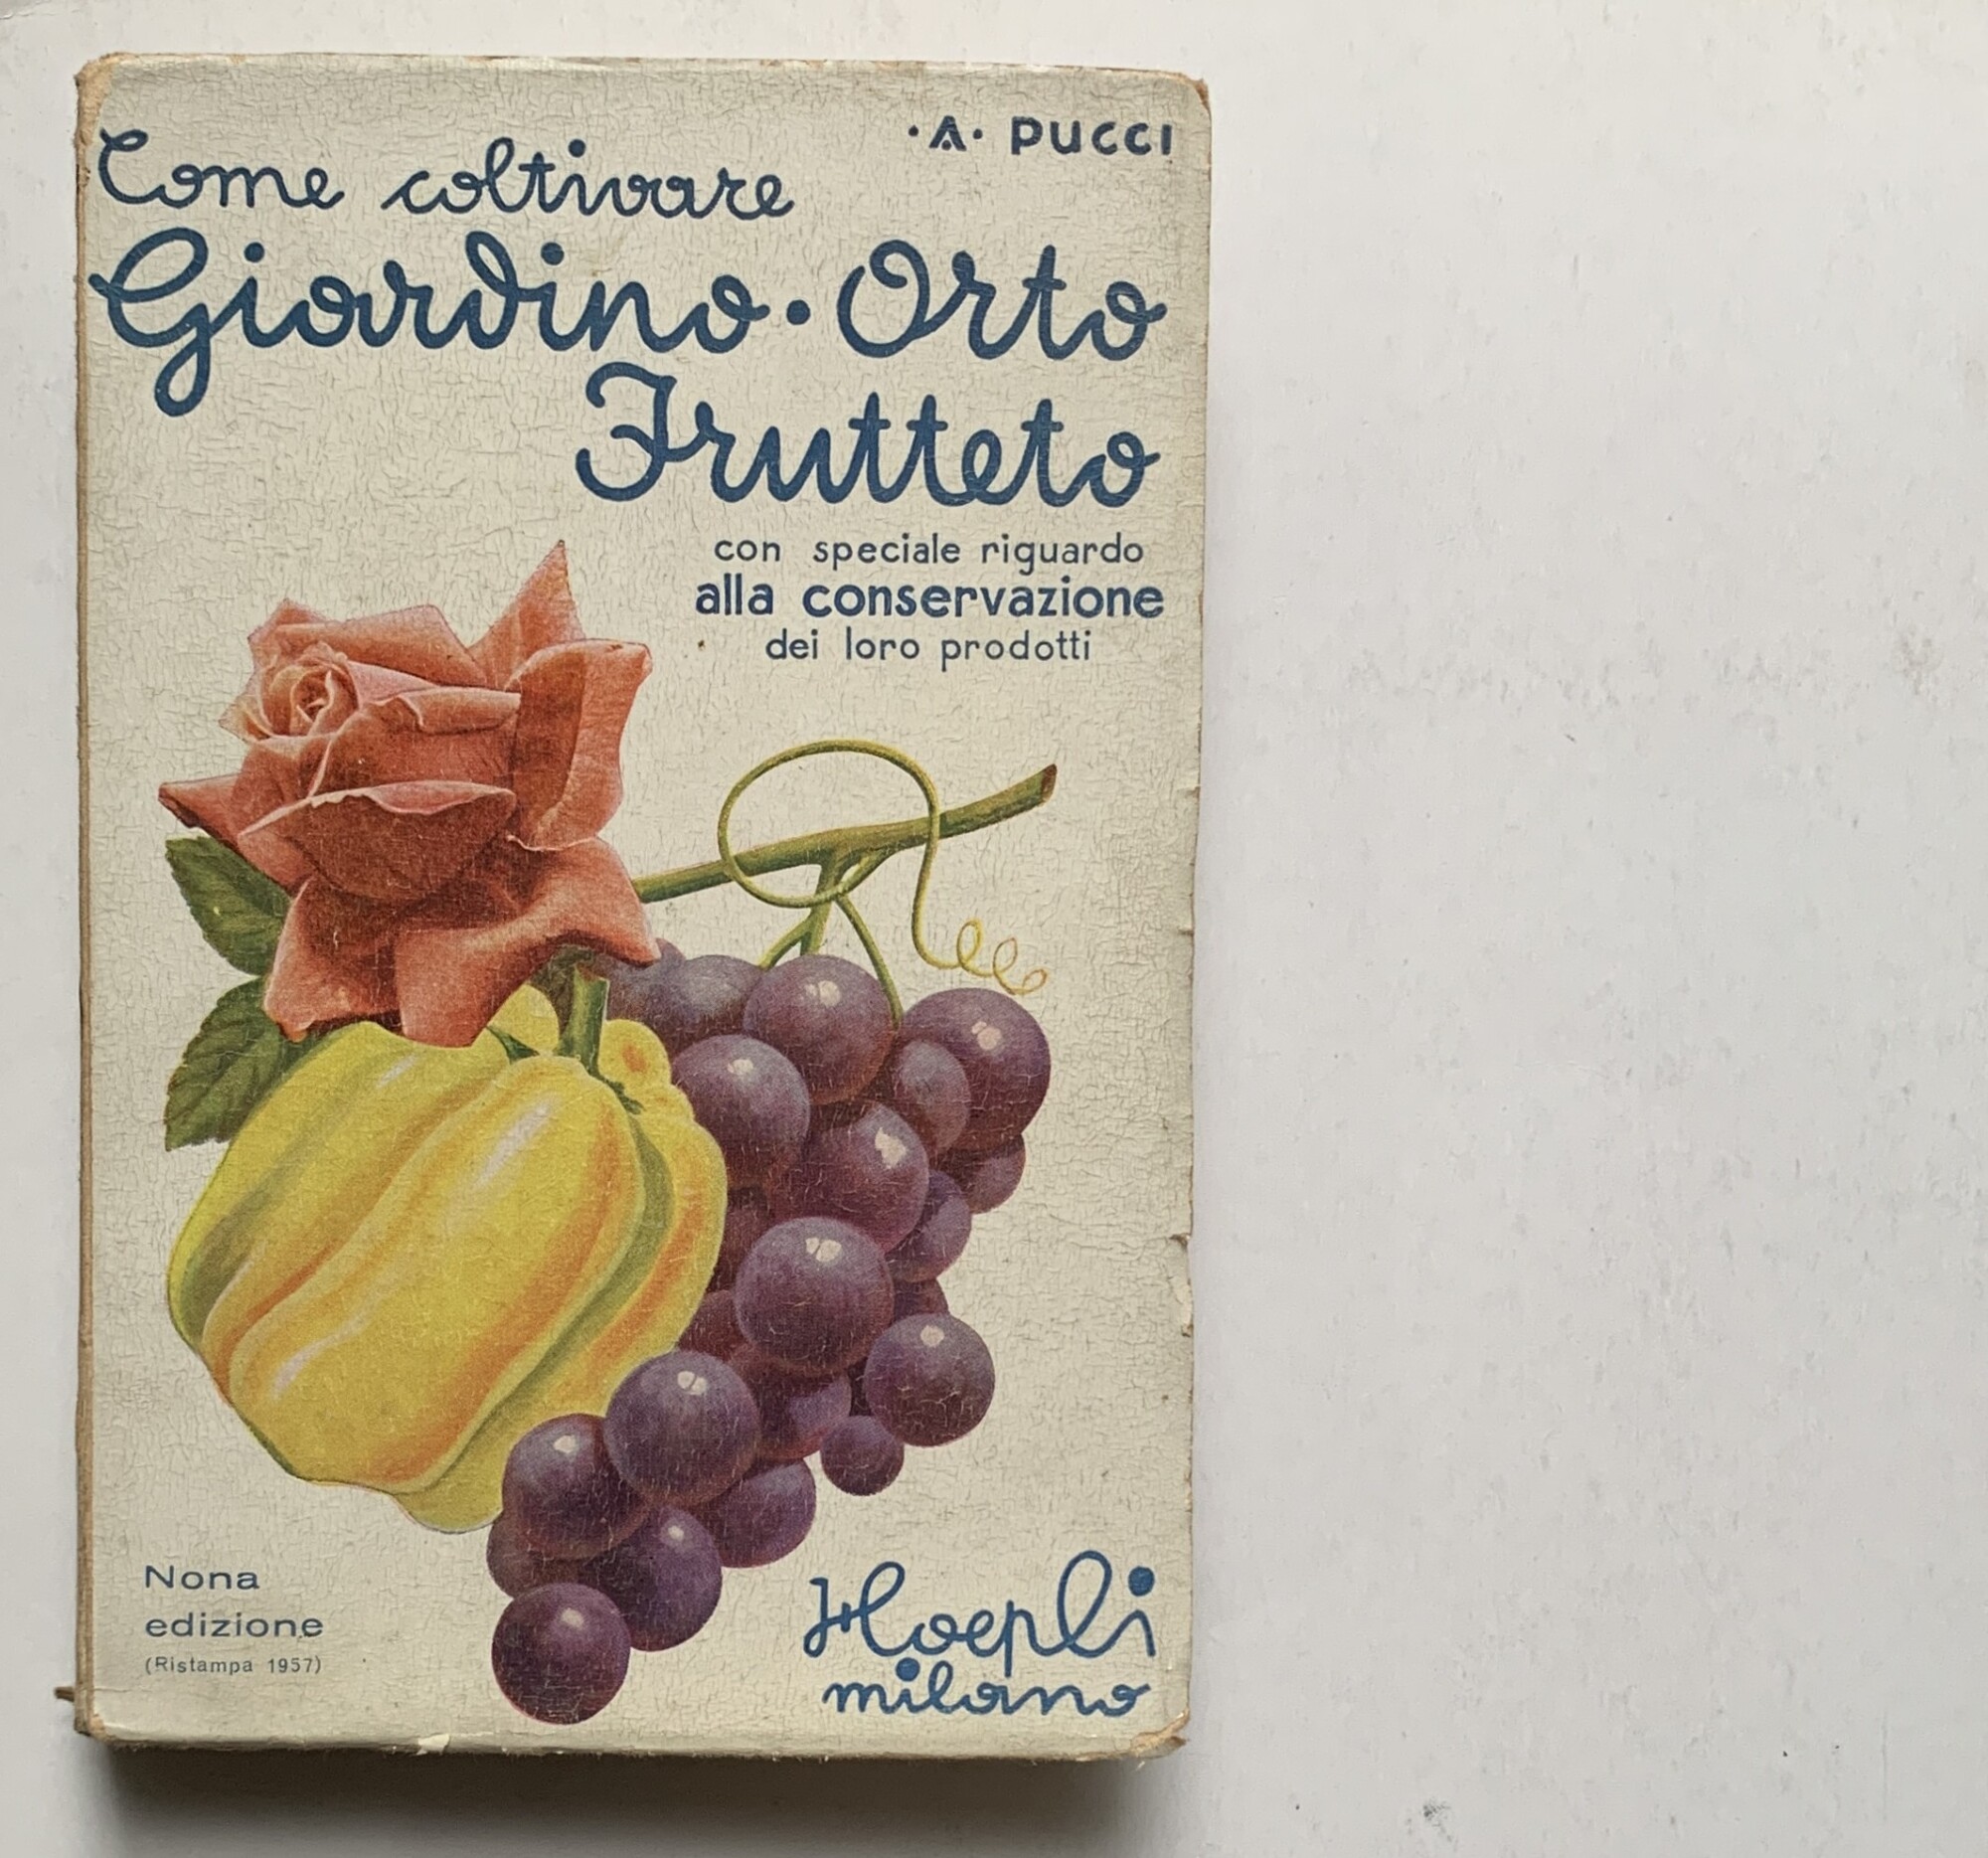 ·A· PUCCI
Come coltivare
Giardino·Orto
Frutteto
con speciale riguardo
alla conservazione
dei loro prodotti
Nona
edizione
(Ristampa 1957)
Hoepli
milano